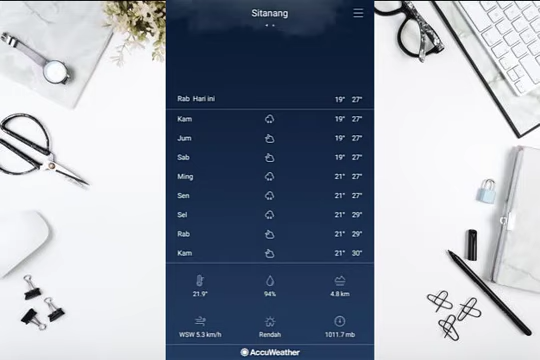 Sitanang
Rab Hari ini 19° 27°
Kam 19° 27°
Jum 19° 27°
Sab 19° 27°
Ming 21° 27°
Sen 21° 27°
Sel 21° 29°
Rab 21° 29°
Kam 21° 30°
21.9° 94% 4.8 km
WSW 5.3 km/h Rendah 1011.7 mb
AccuWeather